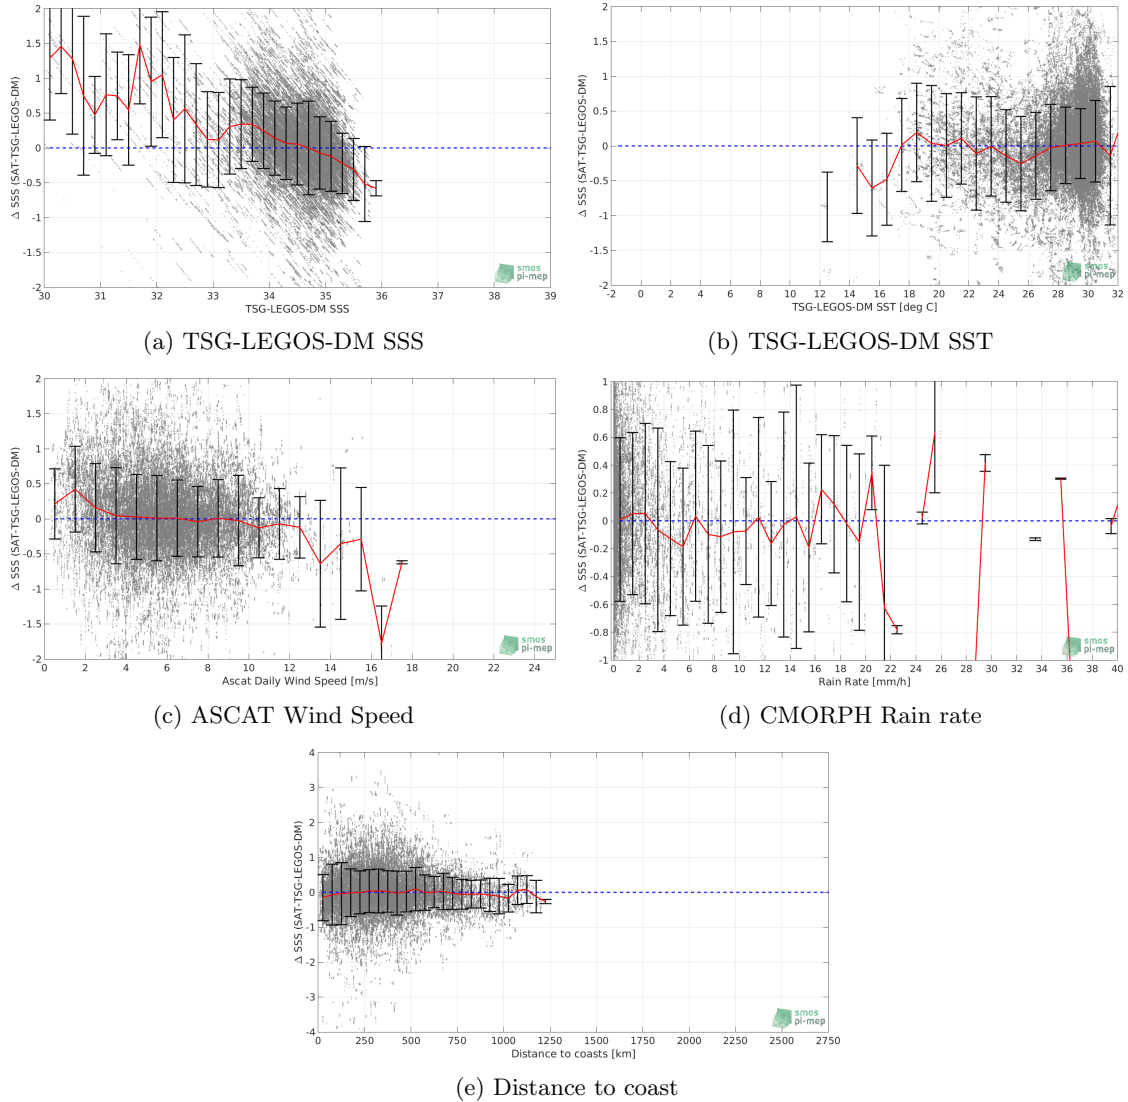 2
1.5
1
0.5
0
-0.5
-1
-1.5
-2
Δ SSS (SAT-TSG-LEGOS-DM)
30 31 32 33 34 35 36 37 38 39
TSG-LEGOS-DM SSS
smos
pi-mep
(a) TSG-LEGOS-DM SSS
2
1.5
1
0.5
0
-0.5
-1
-1.5
-2
Δ SSS (SAT-TSG-LEGOS-DM)
-2 0 2 4 6 8 10 12 14 16 18 20 22 24 26 28 30 32
TSG-LEGOS-DM SST [deg C]
smos
pi-mep
(b) TSG-LEGOS-DM SST
2
1.5
1
0.5
0
-0.5
-1
-1.5
-2
Δ SSS (SAT-TSG-LEGOS-DM)
0 2 4 6 8 10 12 14 16 18 20 22 24
Ascat Daily Wind Speed [m/s]
smos
pi-mep
(c) ASCAT Wind Speed
1
0.8
0.6
0.4
0.2
0
-0.2
-0.4
-0.6
-0.8
-1
Δ SSS (SAT-TSG-LEGOS-DM)
0 2 4 6 8 10 12 14 16 18 20 22 24 26 28 30 32 34 36 38 40
Rain Rate [mm/h]
smos
pi-mep
(d) CMORPH Rain rate
4
3
2
1
0
-1
-2
-3
-4
Δ SSS (SAT-TSG-LEGOS-DM)
0 250 500 750 1000 1250 1500 1750 2000 2250 2500 2750
Distance to coasts [km]
smos
pi-mep
(e) Distance to coast